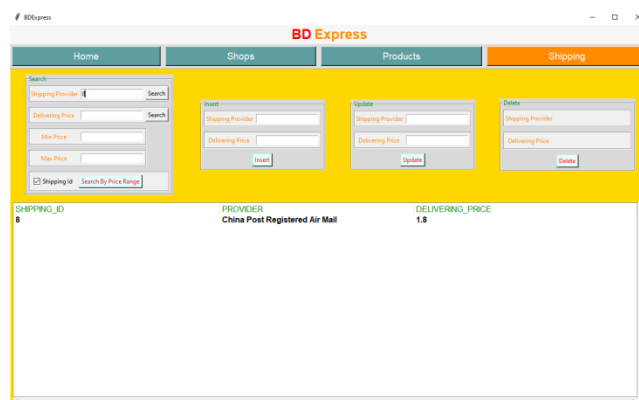 BDExpress
BD Express
Home Shops Products Shipping
Search
Shipping Provider 8 Search
Delivering Price Search
Min Price
Max Price
Shipping Id Search By Price Range
Insert
Shipping Provider
Delivering Price
Insert
Update
Shipping Provider
Delivering Price
Update
Delete
Shipping Provider
Delivering Price
Delete
SHIPPING_ID PROVIDER DELIVERING_PRICE
8 China Post Registered Air Mail 1.8